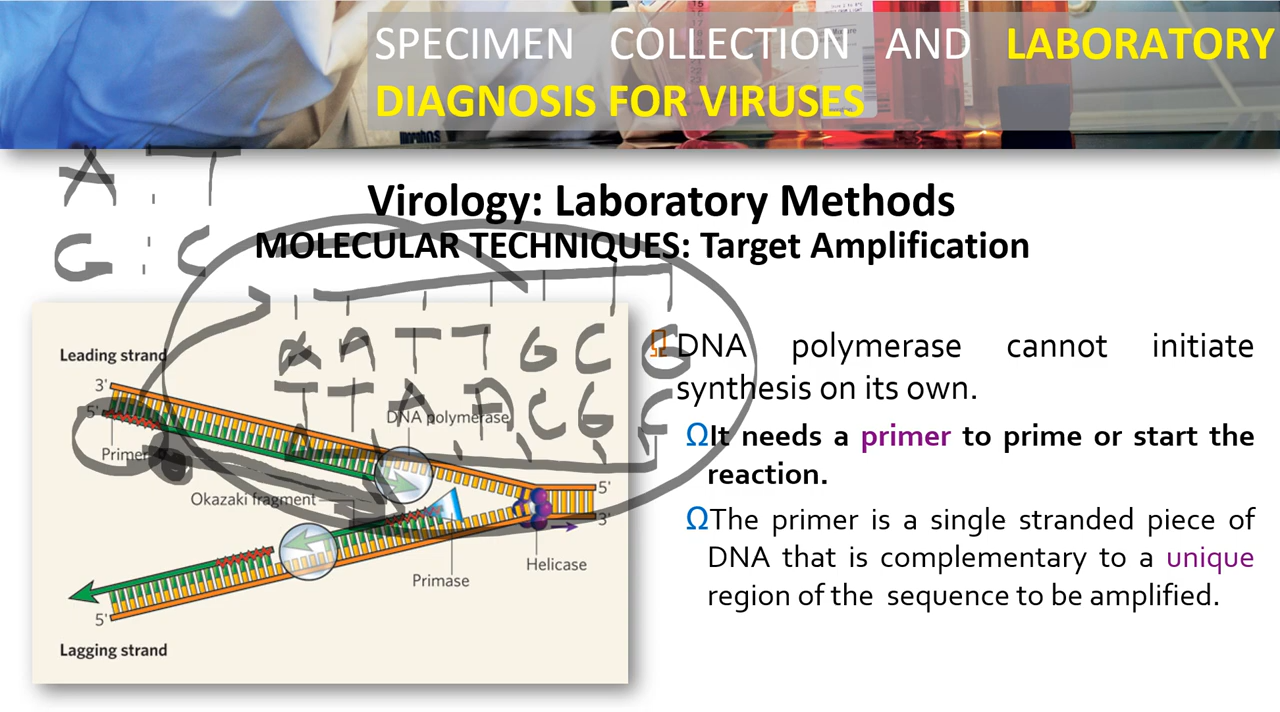 SPECIMEN COLLECTION AND LABORATORY
DIAGNOSIS FOR VIRUSES
A : T
G : C
Virology: Laboratory Methods
MOLECULAR TECHNIQUES: Target Amplification
A A T T G C G
T T A A C G C
Leading strand
3'
5'
Primer
DNA polymerase
Okazaki fragment
5'
3'
Helicase
Primase
5'
Lagging strand
DNA polymerase cannot initiate
synthesis on its own.
ΩIt needs a primer to prime or start the
reaction.
ΩThe primer is a single stranded piece of
DNA that is complementary to a unique
region of the sequence to be amplified.